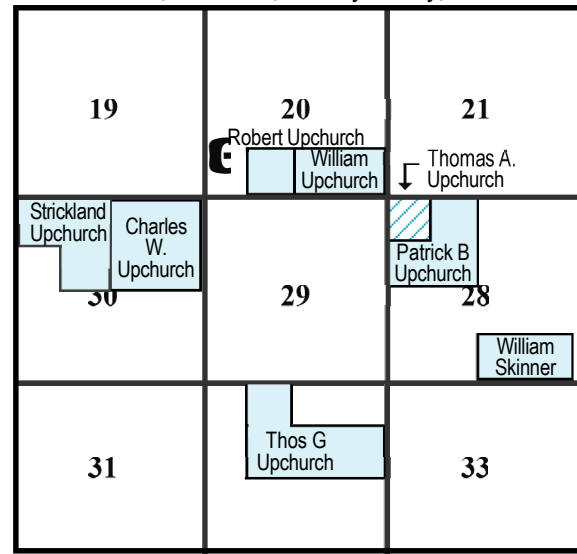 19
20
21
Robert Upchurch
William
Upchurch
Thomas A.
Upchurch
Strickland
Upchurch
Charles
W.
Upchurch
Patrick B
Upchurch
30
29
28
William
Skinner
31
Thos G
Upchurch
33